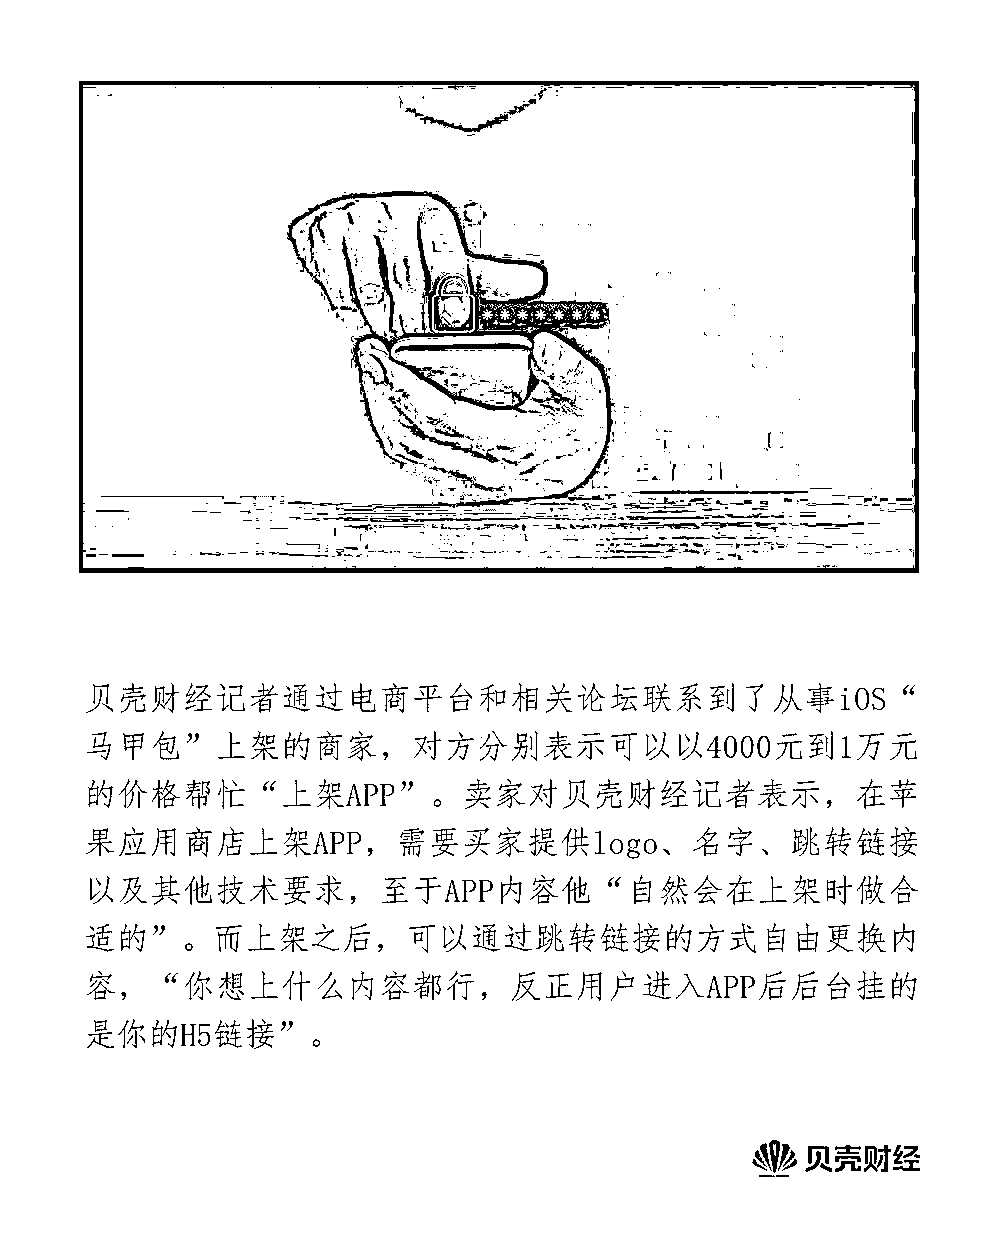 贝壳财经记者通过电商平台和相关论坛联系到了从事iOS“
马甲包”上架的商家，对方分别表示可以以4000元到1万元
的价格帮忙“上架APP”。卖家对贝壳财经记者表示，在苹
果应用商店上架APP，需要买家提供logo、名字、跳转链接
以及其他技术要求，至于APP内容他“自然会在上架时做合
适的”。而上架之后，可以通过跳转链接的方式自由更换内
容，“你想上什么内容都行，反正用户进入APP后后台挂的
是你的H5链接”。
贝壳财经